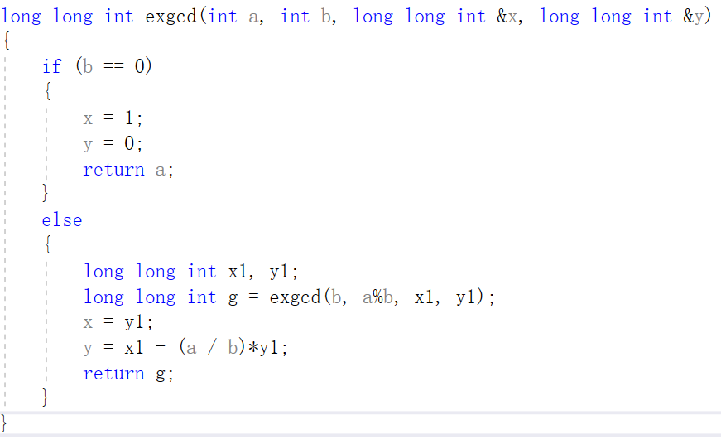 long long int exgcd(int a, int b, long long int &x, long long int &y)
{
    if (b == 0)
    {
        x = 1;
        y = 0;
        return a;
    }
    else
    {
        long long int x1, y1;
        long long int g = exgcd(b, a%b, x1, y1);
        x = y1;
        y = x1 - (a / b)*y1;
        return g;
    }
}